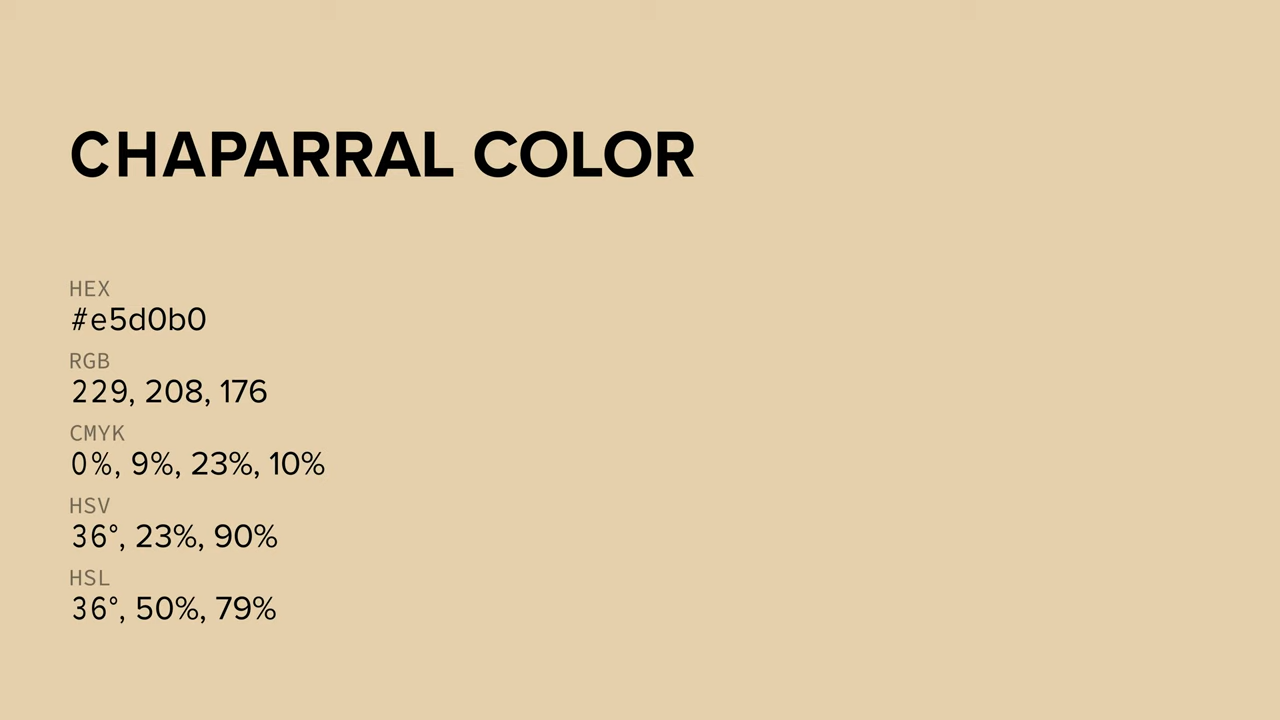 CHAPARRAL COLOR
HEX
#e5d0b0
RGB
229, 208, 176
CMYK
0%, 9%, 23%, 10%
HSV
36°, 23%, 90%
HSL
36°, 50%, 79%